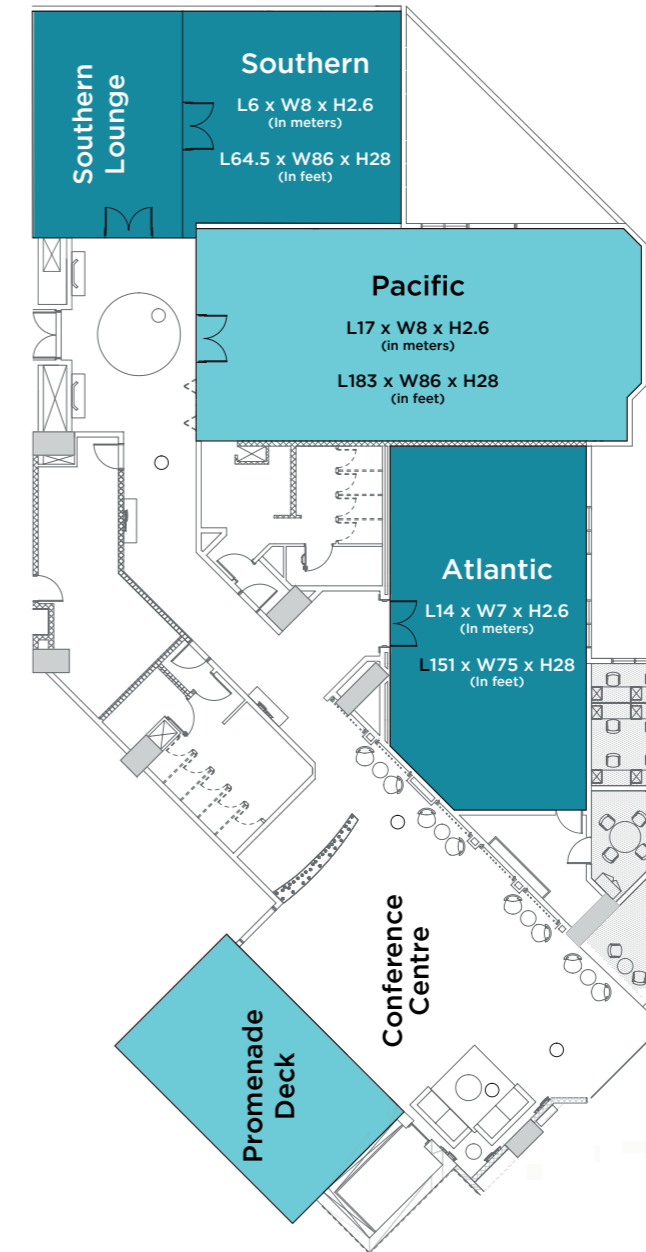 Southern
Lounge
Southern
L6 x W8 x H2.6
(In meters)
L64.5 x W86 x H28
(In feet)
Pacific
L17 x W8 x H2.6
(in meters)
L183 x W86 x H28
(in feet)
Atlantic
L14 x W7 x H2.6
(In meters)
L151 x W75 x H28
(In feet)
Conference
Centre
Promenade
Deck